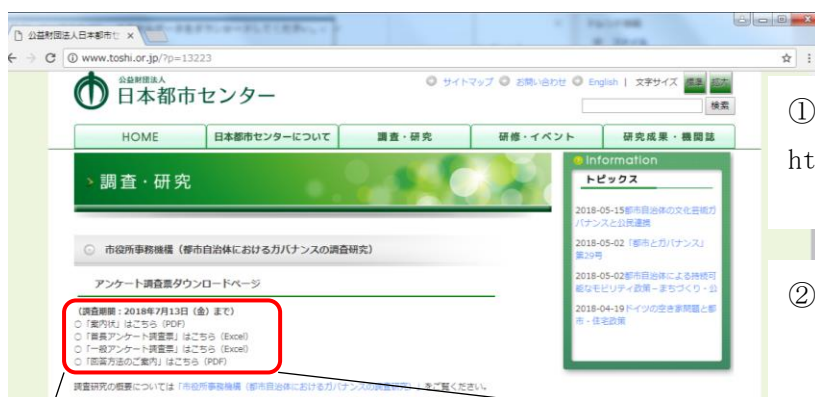 公益財団法人日本都市セ
www.toshi.or.jp/?p=13223
公益財団法人
日本都市センター
サイトマップ お問い合わせ English | 文字サイズ 標準 拡大
検索
HOME 日本都市センターについて 調査・研究 研修・イベント 研究成果・機関誌
調査・研究
市役所事務機構（都市自治体におけるガバナンスの調査研究）
アンケート調査票ダウンロードページ
(調査期間：2018年7月13日（金）まで)
○「案内状」はこちら（PDF）
○「首長アンケート調査票」はこちら（Excel）
○「一般アンケート調査票」はこちら（Excel）
○「回答方法のご案内」はこちら（PDF）
調査研究の概要については「市役所事務機構（都市自治体におけるガバナンスの調査研究）」をご覧ください。
Information
トピックス
2018-05-15都市自治体の文化芸術ガ
バナンスと公民連携
2018-05-02「都市とガバナンス」
第29号
2018-05-02都市自治体による持続可
能なモビリティ政策－まちづくり・公
2018-04-19ドイツの空き家問題と都
市・住宅政策
①
ht
②